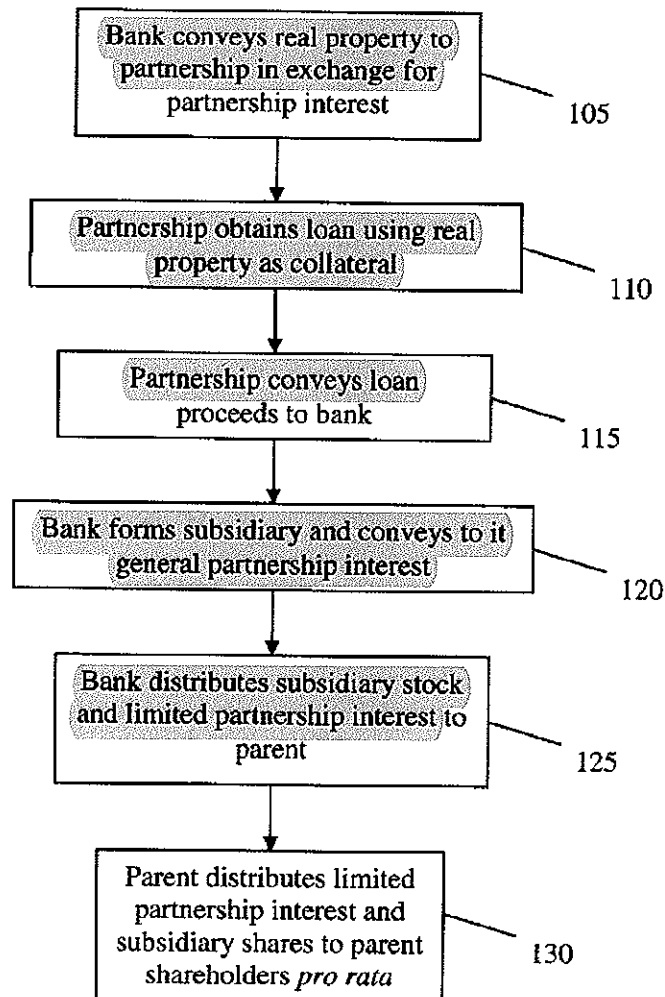 Bank conveys real property to
partnership in exchange for
partnership interest
105
Partnership obtains loan using real
property as collateral
110
Partnership conveys loan
proceeds to bank
115
Bank forms subsidiary and conveys to it
general partnership interest
120
Bank distributes subsidiary stock
and limited partnership interest to
parent
125
Parent distributes limited
partnership interest and
subsidiary shares to parent
shareholders pro rata
130